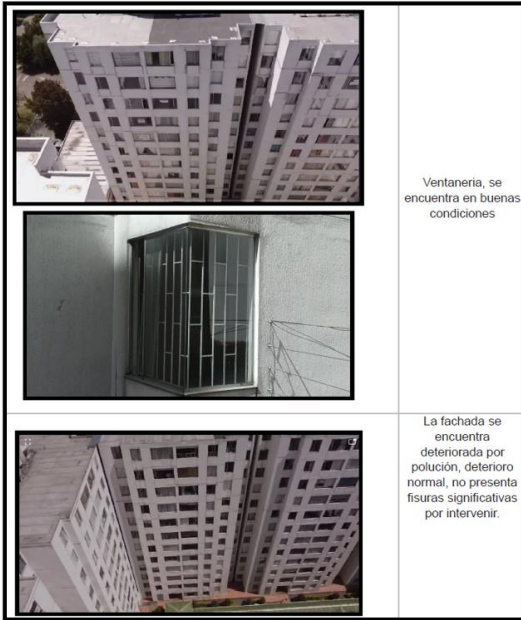 Ventaneria, se
encuentra en buenas
condiciones
La fachada se
encuentra
deteriorada por
polución, deterioro
normal, no presenta
fisuras significativas
por intervenir.